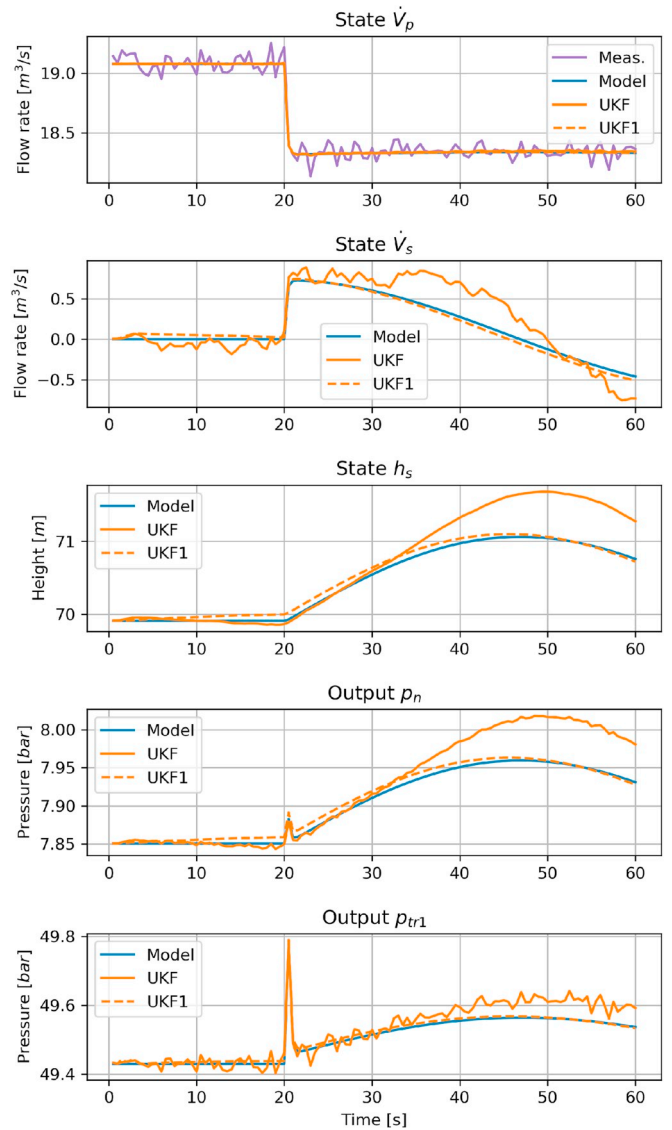 State V̇ₚ
Flow rate [m³/s]
19.0
18.5
Meas.
Model
UKF
UKF1
0 10 20 30 40 50 60
State V̇ₛ
Flow rate [m³/s]
0.5
0.0
−0.5
Model
UKF
UKF1
0 10 20 30 40 50 60
State hₛ
Height [m]
71
70
Model
UKF
UKF1
0 10 20 30 40 50 60
Output pₙ
Pressure [bar]
8.00
7.95
7.90
7.85
Model
UKF
UKF1
0 10 20 30 40 50 60
Output pₜᵣ₁
Pressure [bar]
49.8
49.6
49.4
Model
UKF
UKF1
0 10 20 30 40 50 60
Time [s]